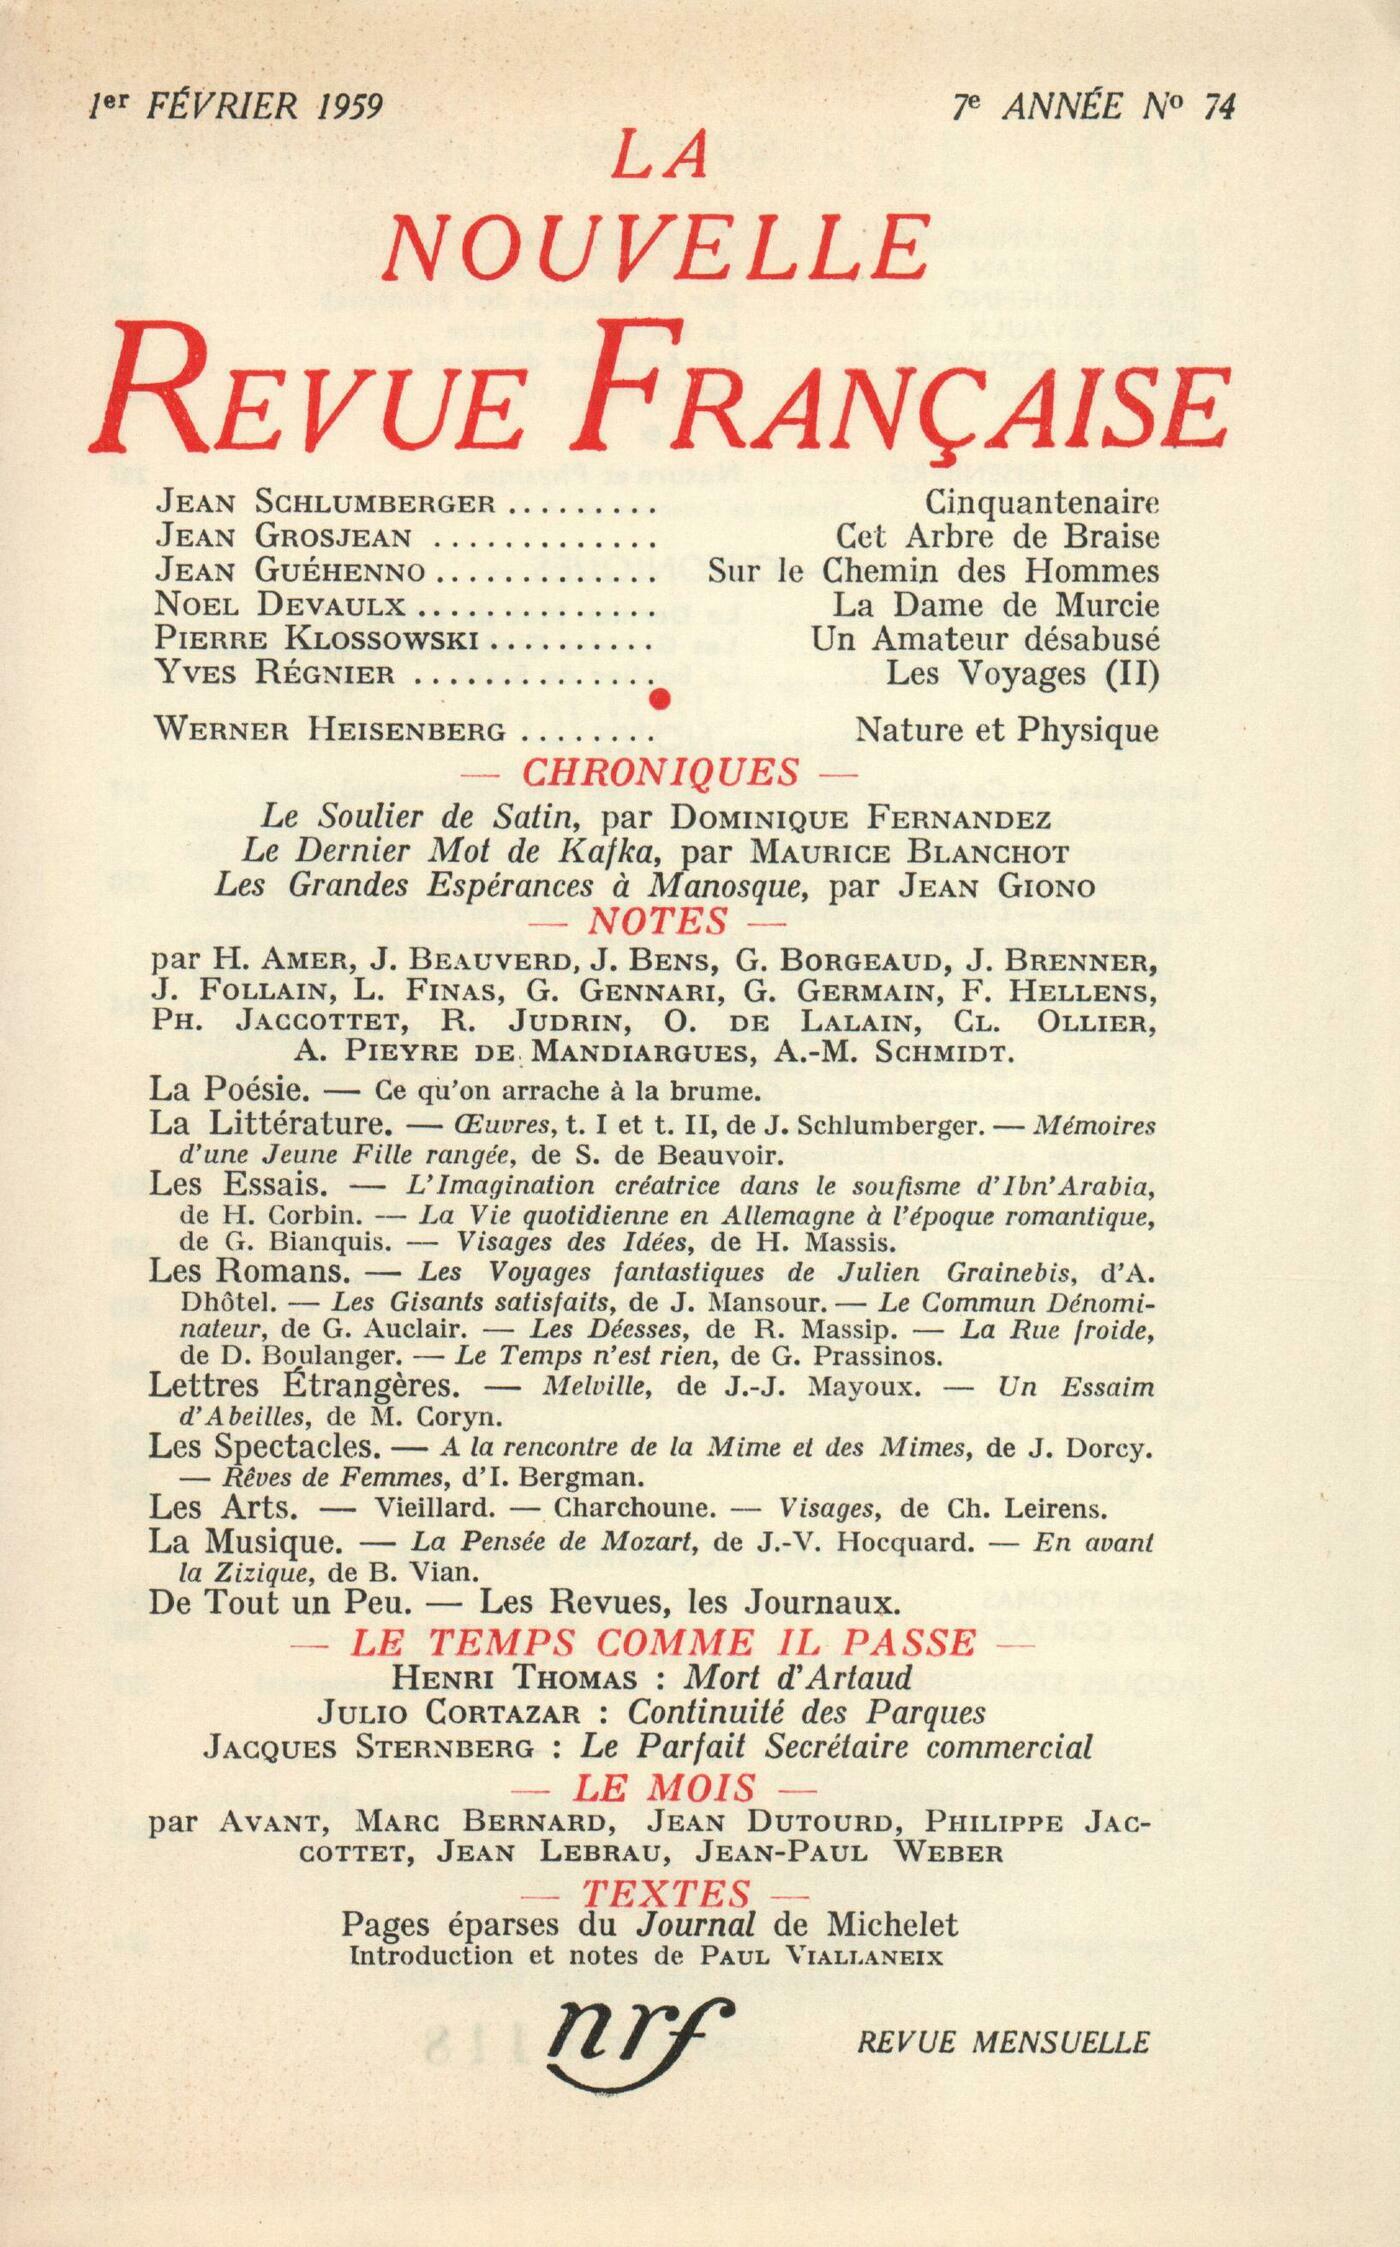 1er FÉVRIER 1959 7e ANNÉE No 74
LA
NOUVELLE
REVUE FRANÇAISE
JEAN SCHLUMBERGER ......... Cinquantenaire
JEAN GROSJEAN ............. Cet Arbre de Braise
JEAN GUÉHENNO ............. Sur le Chemin des Hommes
NOEL DEVAULX .............. La Dame de Murcie
PIERRE KLOSSOWSKI .......... Un Amateur désabusé
YVES RÉGNIER .............. Les Voyages (II)
WERNER HEISENBERG ........ Nature et Physique
— CHRONIQUES —
Le Soulier de Satin, par DOMINIQUE FERNANDEZ
Le Dernier Mot de Kafka, par MAURICE BLANCHOT
Les Grandes Espérances à Manosque, par JEAN GIONO
— NOTES —
par H. AMER, J. BEAUVERD, J. BENS, G. BORGEAUD, J. BRENNER,
J. FOLLAIN, L. FINAS, G. GENNARI, G. GERMAIN, F. HELLENS,
PH. JACCOTTET, R. JUDRIN, O. DE LALAIN, CL. OLLIER,
A. PIEYRE DE MANDIARGUES, A.-M. SCHMIDT.
La Poésie. — Ce qu'on arrache à la brume.
La Littérature. — Œuvres, t. I et t. II, de J. Schlumberger. — Mémoires
d'une Jeune Fille rangée, de S. de Beauvoir.
Les Essais. — L'Imagination créatrice dans le soufisme d'Ibn'Arabia,
de H. Corbin. — La Vie quotidienne en Allemagne à l'époque romantique,
de G. Bianquis. — Visages des Idées, de H. Massis.
Les Romans. — Les Voyages fantastiques de Julien Grainebis, d'A.
Dhôtel. — Les Gisants satisfaits, de J. Mansour. — Le Commun Dénomi-
nateur, de G. Auclair. — Les Déesses, de R. Massip. — La Rue froide,
de D. Boulanger. — Le Temps n'est rien, de G. Prassinos.
Lettres Étrangères. — Melville, de J.-J. Mayoux. — Un Essaim
d'Abeilles, de M. Coryn.
Les Spectacles. — A la rencontre de la Mime et des Mimes, de J. Dorcy.
— Rêves de Femmes, d'I. Bergman.
Les Arts. — Vieillard. — Charchoune. — Visages, de Ch. Leirens.
La Musique. — La Pensée de Mozart, de J.-V. Hocquard. — En avant
la Zizique, de B. Vian.
De Tout un Peu. — Les Revues, les Journaux.
— LE TEMPS COMME IL PASSE —
HENRI THOMAS : Mort d'Artaud
JULIO CORTAZAR : Continuité des Parques
JACQUES STERNBERG : Le Parfait Secrétaire commercial
— LE MOIS —
par AVANT, MARC BERNARD, JEAN DUTOURD, PHILIPPE JAC-
COTTET, JEAN LEBRAU, JEAN-PAUL WEBER
— TEXTES —
Pages éparses du Journal de Michelet
Introduction et notes de PAUL VIALLANEIX
nrf REVUE MENSUELLE